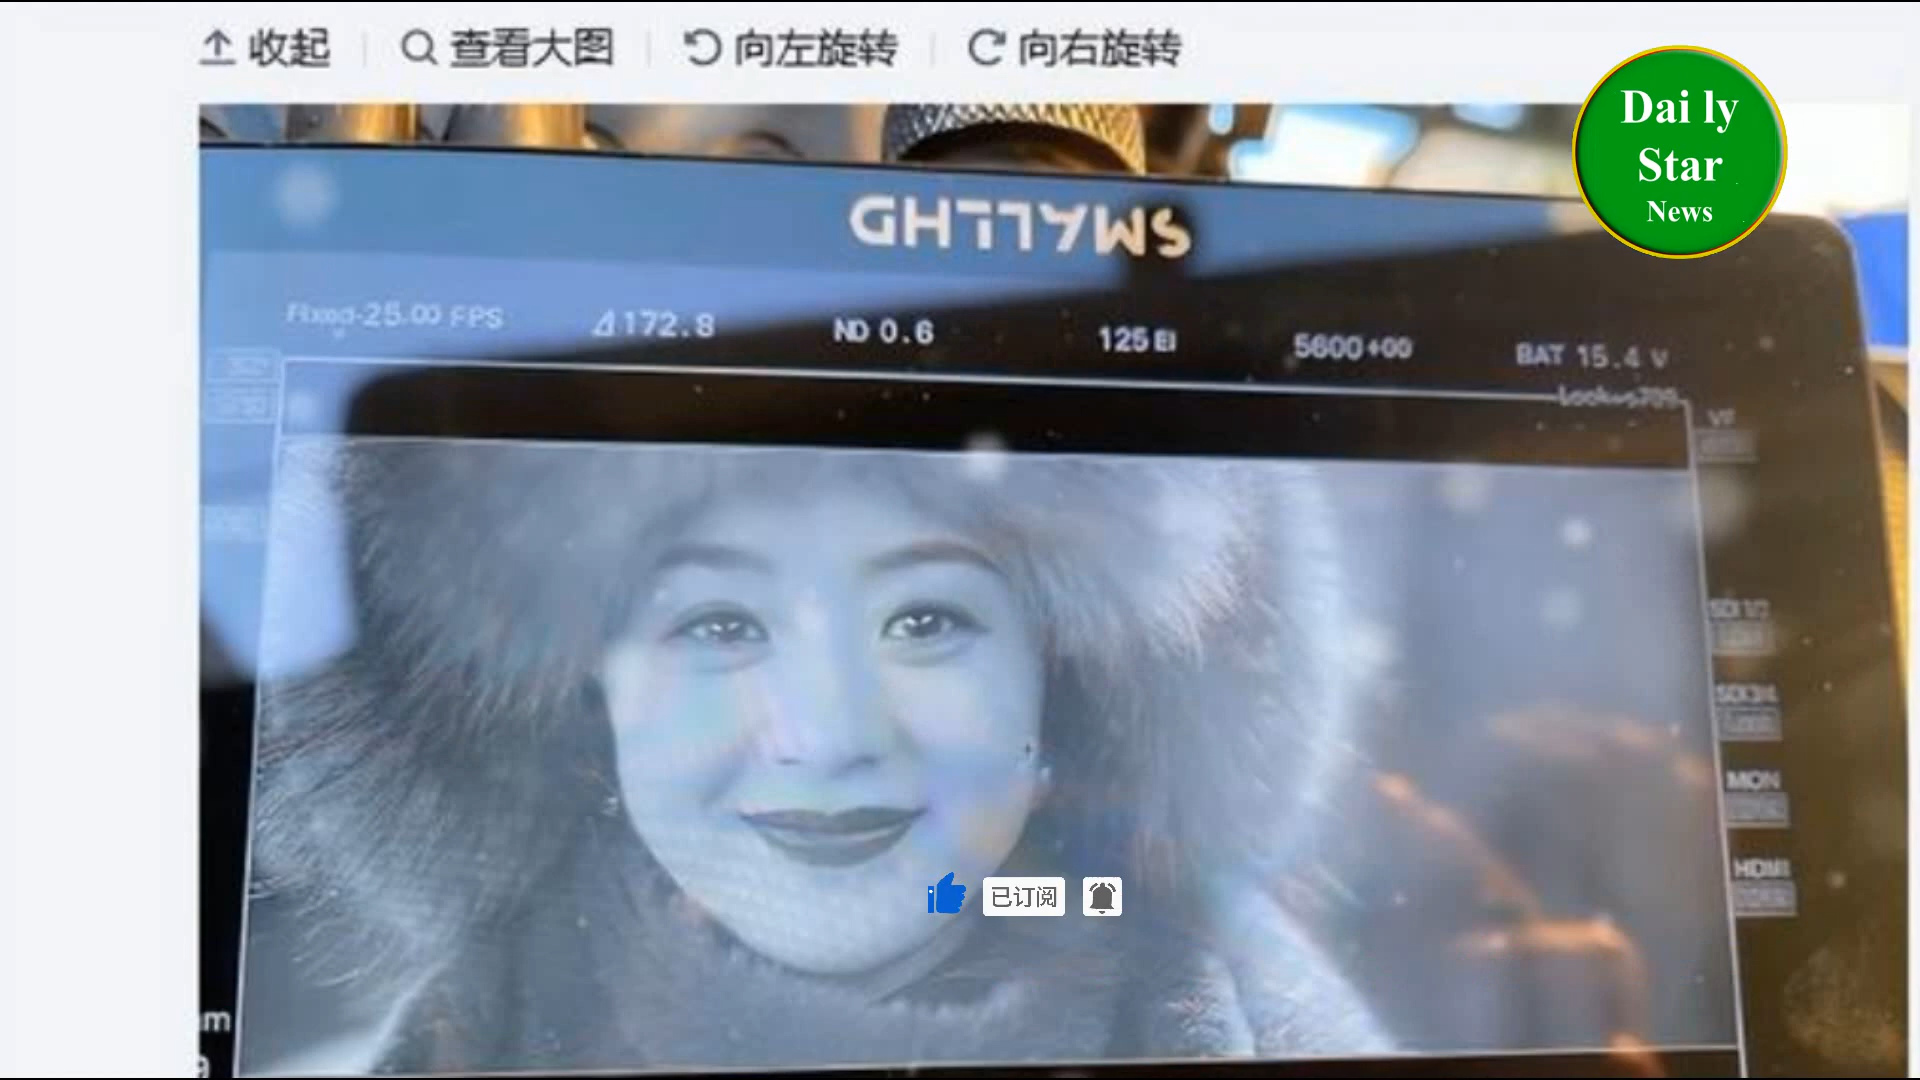 收起
查看大图
向左旋转
向右旋转
Dai ly
Star
News
GHTTYWS
Fixed-25.00 FPS
172.8
ND 0.6
125 EI
5600+00
BAT 15.4 V
VF
MON
HDMI
已订阅